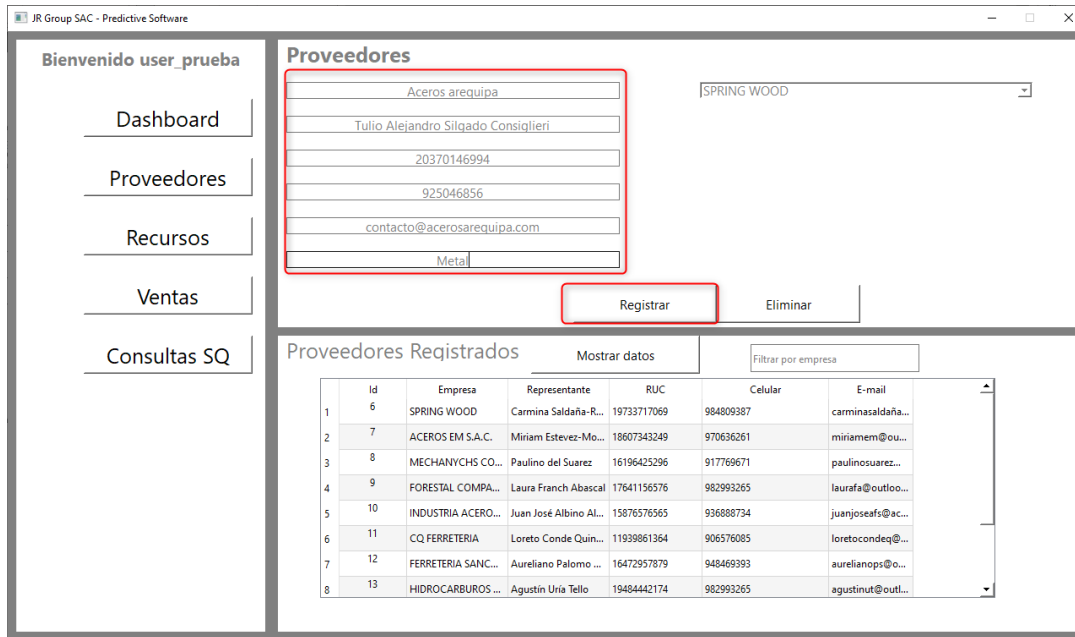 JR Group SAC - Predictive Software
Bienvenido user_prueba
Dashboard
Proveedores
Recursos
Ventas
Consultas SQ
Proveedores
Aceros arequipa
Tulio Alejandro Silgado Consiglieri
20370146994
925046856
contacto@acerosarequipa.com
Metal
SPRING WOOD
Registrar Eliminar
Proveedores Registrados Mostrar datos Filtrar por empresa
Id Empresa Representante RUC Celular E-mail
1 6 SPRING WOOD Carmina Saldaña-R... 19733717069 984809387 carminasaldaña...
2 7 ACEROS EM S.A.C. Miriam Estevez-Mo... 18607343249 970636261 miriamem@ou...
3 8 MECHANYCHS CO... Paulino del Suarez 16196425296 917769671 paulinosuarez...
4 9 FORESTAL COMPA... Laura Franch Abascal 17641156576 982993265 laurafa@outloo...
5 10 INDUSTRIA ACERO... Juan José Albino Al... 15876576565 936888734 juanjoseafs@ac...
6 11 CQ FERRETERIA Loreto Conde Quin... 11939861364 906576085 loretocondeq@...
7 12 FERRETERIA SANC... Aureliano Palomo ... 16472957879 948469393 aurelianops@o...
8 13 HIDROCARBUROS ... Agustín Uría Tello 19484442174 982993265 agustinut@outl...